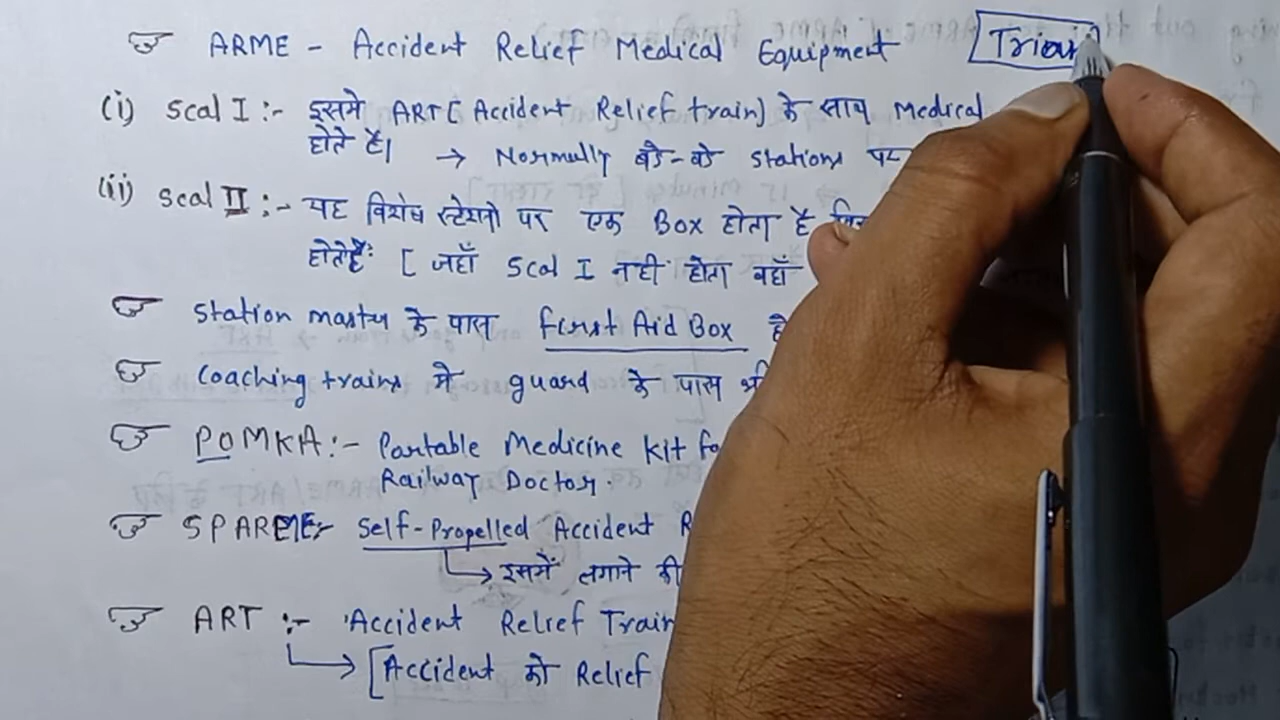 ☞ ARME - Accident Relief Medical Equipment
(i) Scal I :- इसमे ART [Accident Relief train) के साथ Medical
होते है। → Normally बडे-बडे stations पर
(ii) Scal II :- यह विशेष स्टेशनो पर एक Box होता है
होतेहैं: [ जहाँ Scal I नही होता वहाँ
☞ Station master के पास First Aid Box
☞ Coaching trains मे guard के पास भी
☞ POMKA :- Partable Medicine Kit for
Railway Doctor.
☞ SPARME:- Self-Propelled Accident R
→ इसमें लगाने की
☞ ART :- Accident Relief Train
→ [Accident को Relief